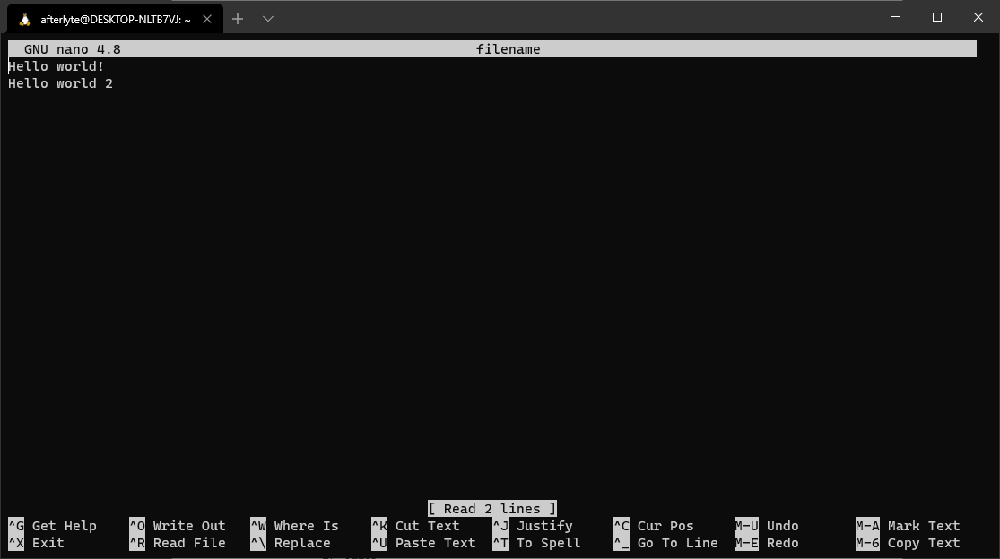 afterlyte@DESKTOP-NLTB7VJ: ~
GNU nano 4.8 filename
Hello world!
Hello world 2
[ Read 2 lines ]
^G Get Help ^O Write Out ^W Where Is ^K Cut Text ^J Justify ^C Cur Pos M-U Undo M-A Mark Text
^X Exit ^R Read File ^\ Replace ^U Paste Text ^T To Spell ^_ Go To Line M-E Redo M-6 Copy Text